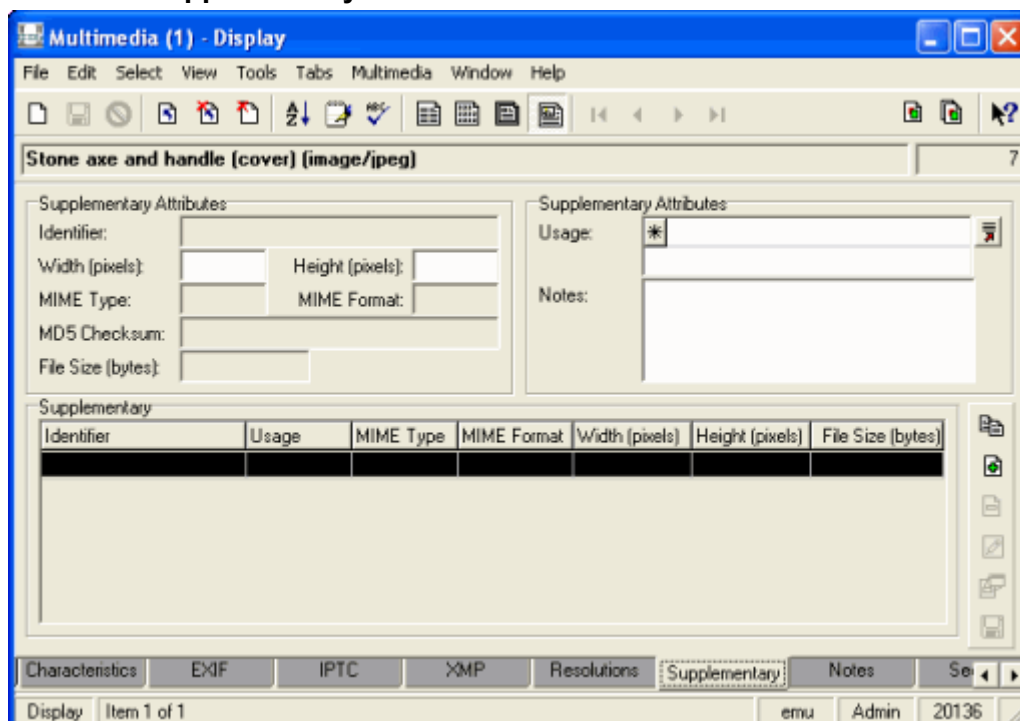 Multimedia (1) - Display
File Edit Select View Tools Tabs Multimedia Window Help
Stone axe and handle (cover) (image/jpeg) 7
Supplementary Attributes
Identifier:
Width (pixels): Height (pixels):
MIME Type: MIME Format:
MD5 Checksum:
File Size (bytes):
Supplementary Attributes
Usage:
Notes:
Supplementary
Identifier Usage MIME Type MIME Format Width (pixels) Height (pixels) File Size (bytes)
Characteristics EXIF IPTC XMP Resolutions Supplementary Notes Se
Display Item 1 of 1 emu Admin 20136